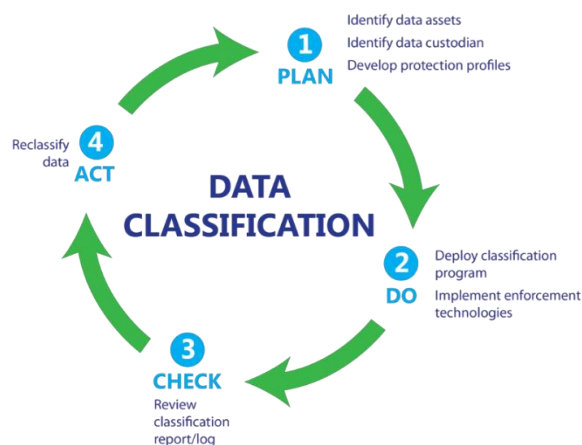 1
PLAN
Identify data assets
Identify data custodian
Develop protection profiles
2
DO
Deploy classification
program
Implement enforcement
technologies
3
CHECK
Review
classification
report/log
4
ACT
Reclassify
data
DATA
CLASSIFICATION